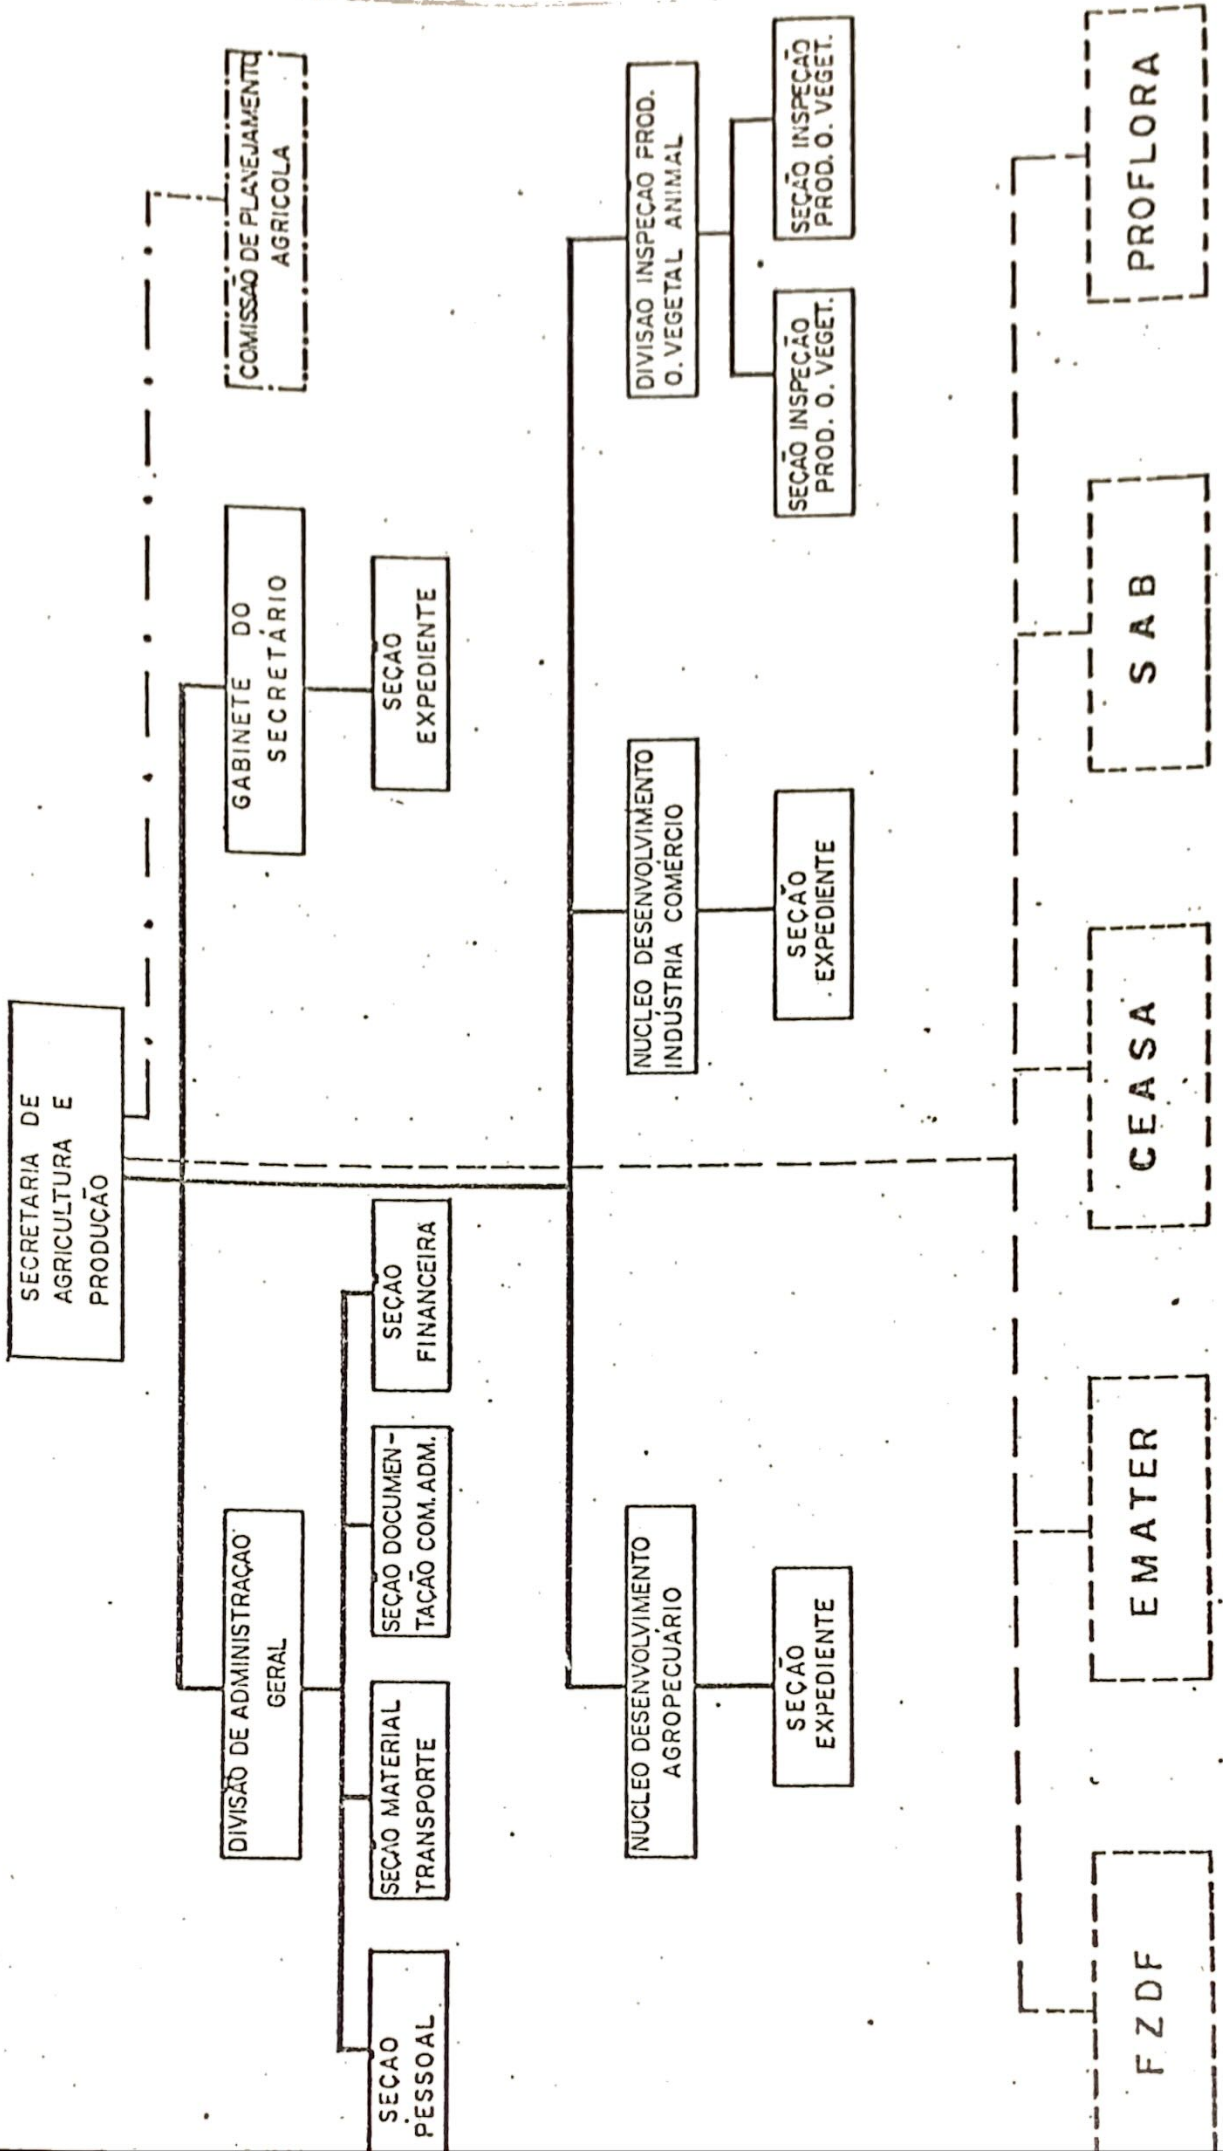 SECRETARIA DE
AGRICULTURA E
PRODUÇÃO
COMISSÃO DE PLANEJAMENTO
AGRICOLA
DIVISÃO DE ADMINISTRAÇAO
GERAL
GABINETE DO
SECRETÁRIO
SEÇÃO
PESSOAL
SEÇÃO MATERIAL
TRANSPORTE
SEÇÃO DOCUMEN-
TAÇÃO COM. ADM.
SEÇÃO
FINANCEIRA
SEÇÃO
EXPEDIENTE
NUCLEO DESENVOLVIMENTO
AGROPECUÁRIO
NUCLEO DESENVOLVIMENTO
INDÚSTRIA COMÉRCIO
DIVISÃO INSPEÇÃO PROD.
O. VEGETAL ANIMAL
SEÇÃO
EXPEDIENTE
SEÇÃO
EXPEDIENTE
SEÇÃO INSPEÇÃO
PROD. O. VEGET.
SEÇÃO INSPEÇÃO
PROD. O. VEGET.
FZDF
EMATER
CEASA
SAB
PROFLORA